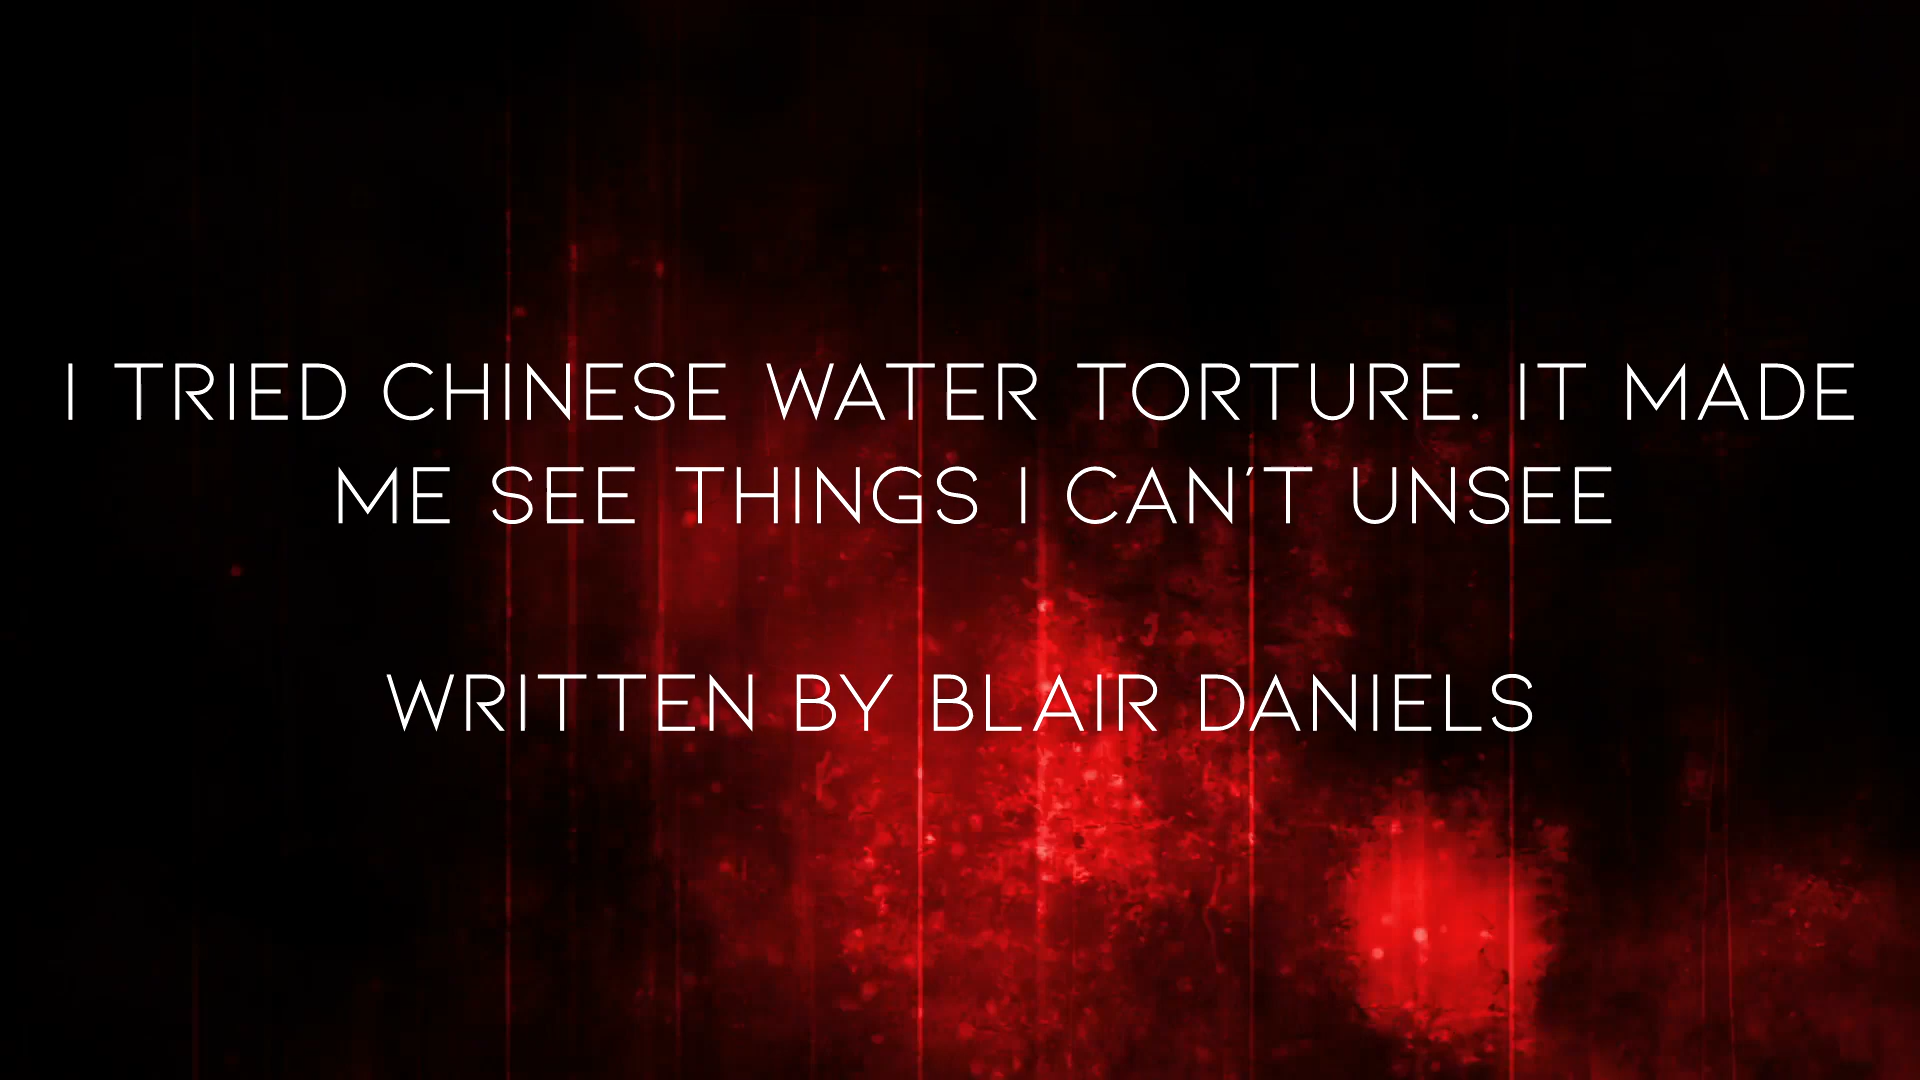 I TRIED CHINESE WATER TORTURE. IT MADE
ME SEE THINGS I CAN'T UNSEE
WRITTEN BY BLAIR DANIELS